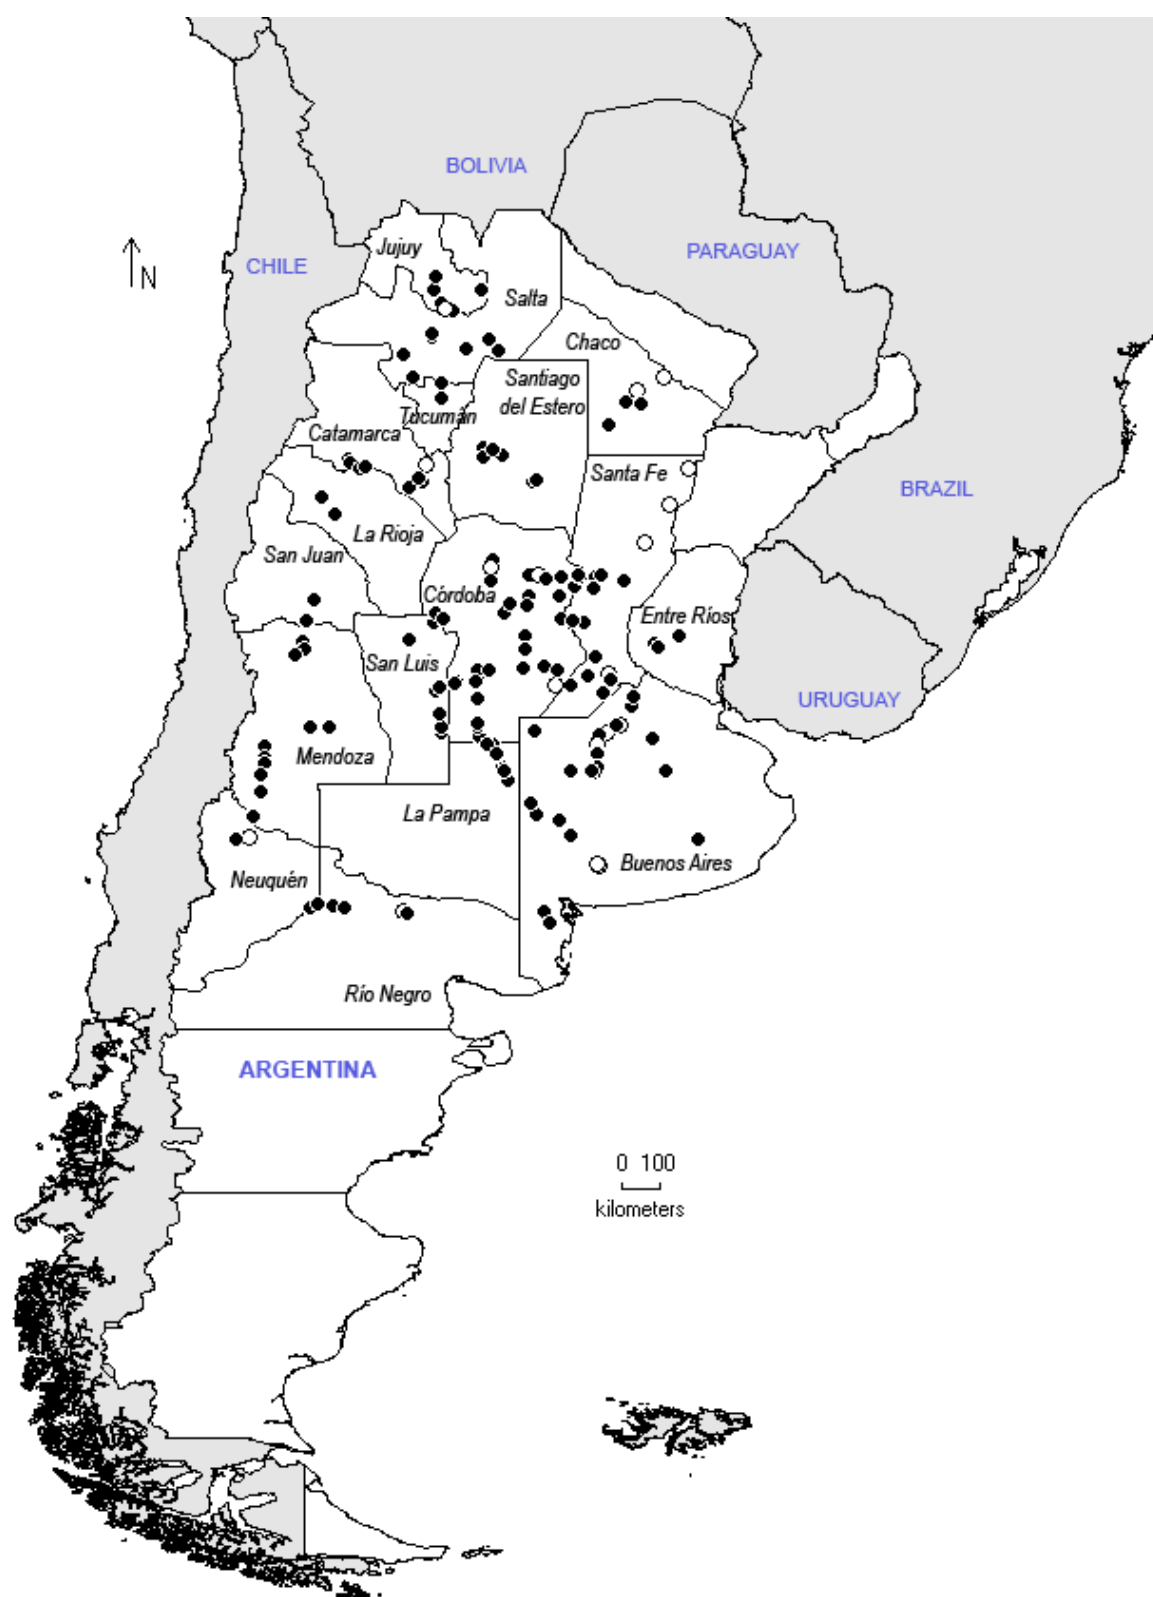 BOLIVIA
PARAGUAY
Jujuy
CHILE
N
Salta
Chaco
Santiago
del Estero
Tucumán
Catamarca
Santa Fe
BRAZIL
La Rioja
San Juan
Córdoba
Entre Ríos
San Luis
URUGUAY
Mendoza
La Pampa
Buenos Aires
Neuquén
Río Negro
ARGENTINA
0 100
kilometers